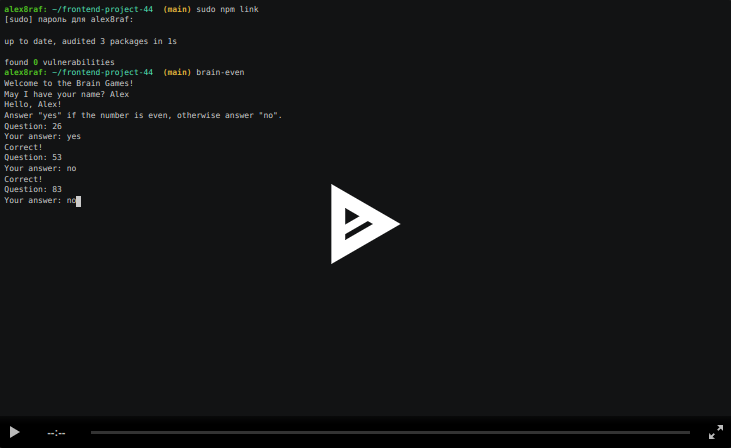 alex8raf: ~/frontend-project-44 (main) sudo npm link
[sudo] пароль для alex8raf:
up to date, audited 3 packages in 1s
found 0 vulnerabilities
alex8raf: ~/frontend-project-44 (main) brain-even
Welcome to the Brain Games!
May I have your name? Alex
Hello, Alex!
Answer "yes" if the number is even, otherwise answer "no".
Question: 26
Your answer: yes
Correct!
Question: 53
Your answer: no
Correct!
Question: 83
Your answer: no
--:--